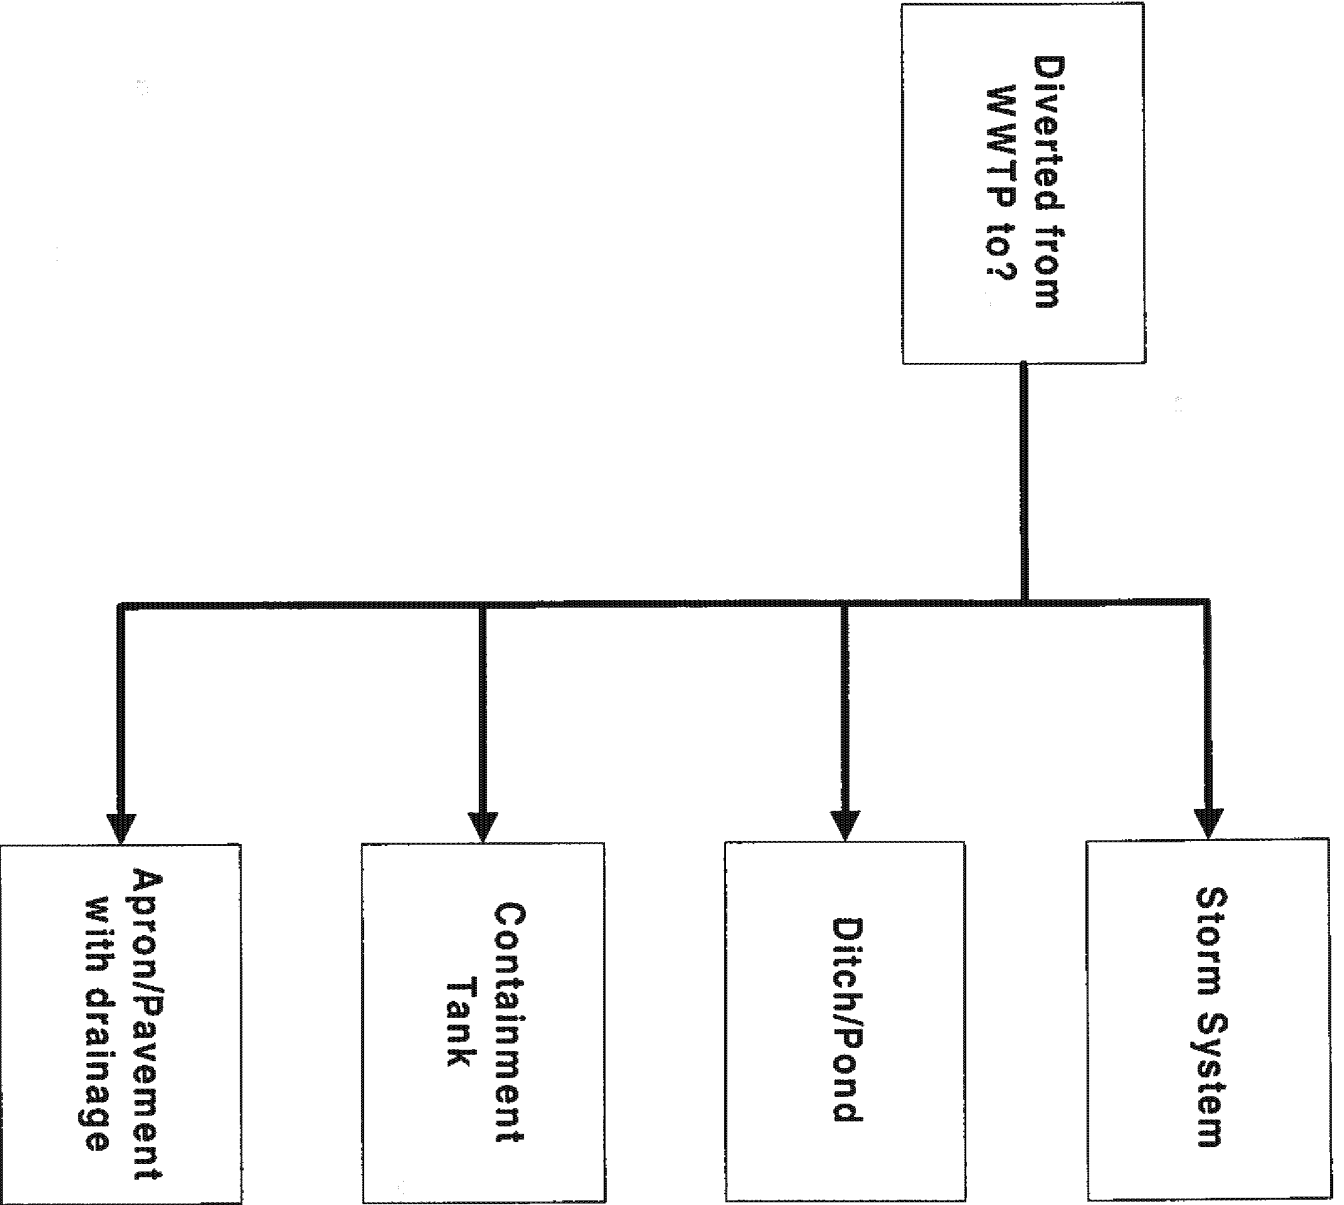 Diverted from
WWTP to?
Storm System
Ditch/Pond
Containment
Tank
Apron/Pavement
with drainage